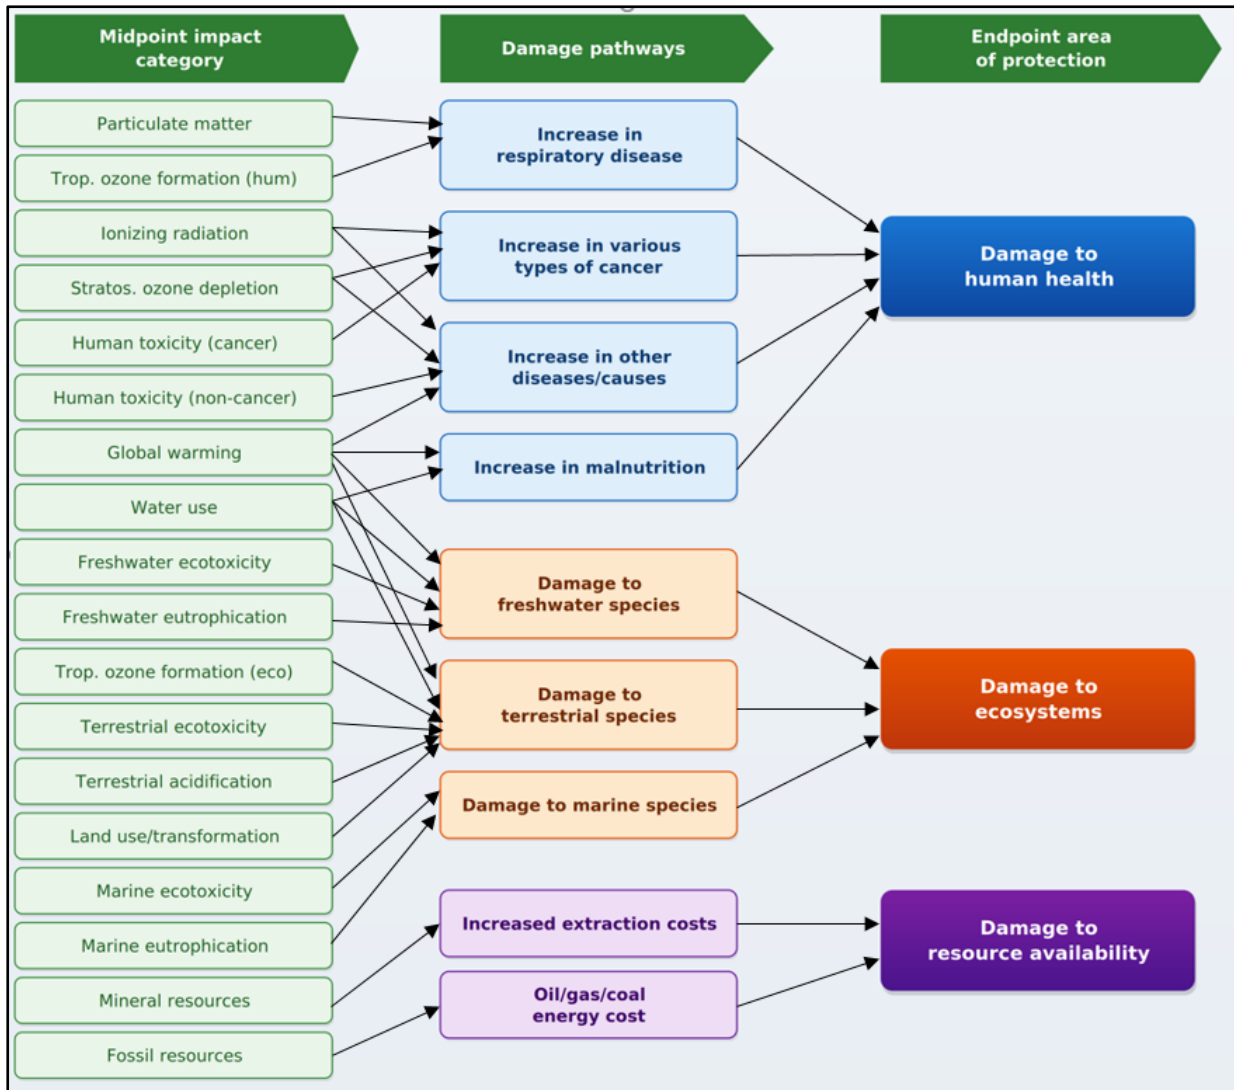 Midpoint impact
category
Damage pathways
Endpoint area
of protection
Particulate matter
Trop. ozone formation (hum)
Ionizing radiation
Stratos. ozone depletion
Human toxicity (cancer)
Human toxicity (non-cancer)
Global warming
Water use
Freshwater ecotoxicity
Freshwater eutrophication
Trop. ozone formation (eco)
Terrestrial ecotoxicity
Terrestrial acidification
Land use/transformation
Marine ecotoxicity
Marine eutrophication
Mineral resources
Fossil resources
Increase in
respiratory disease
Increase in various
types of cancer
Increase in other
diseases/causes
Increase in malnutrition
Damage to
freshwater species
Damage to
terrestrial species
Damage to marine species
Increased extraction costs
Oil/gas/coal
energy cost
Damage to
human health
Damage to
ecosystems
Damage to
resource availability